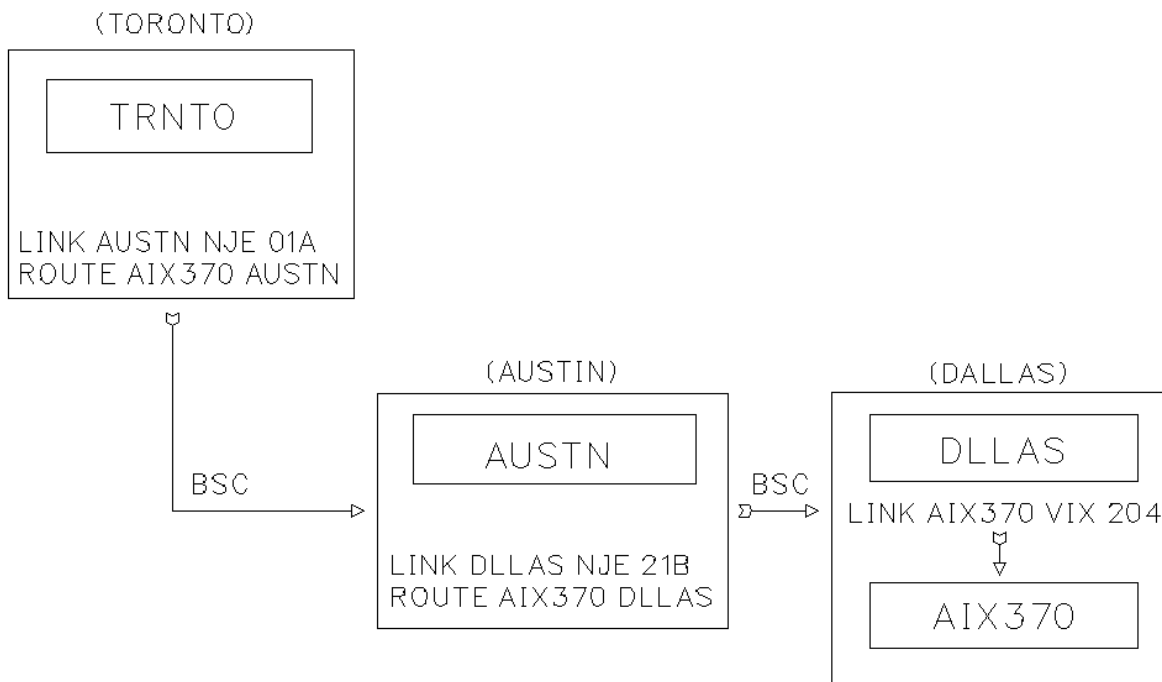 (TORONTO)
TRNTO
LINK AUSTN NJE 01A
ROUTE AIX370 AUSTN
BSC
(AUSTIN)
AUSTN
LINK DLLAS NJE 21B
ROUTE AIX370 DLLAS
BSC
(DALLAS)
DLLAS
LINK AIX370 VIX 204
AIX370